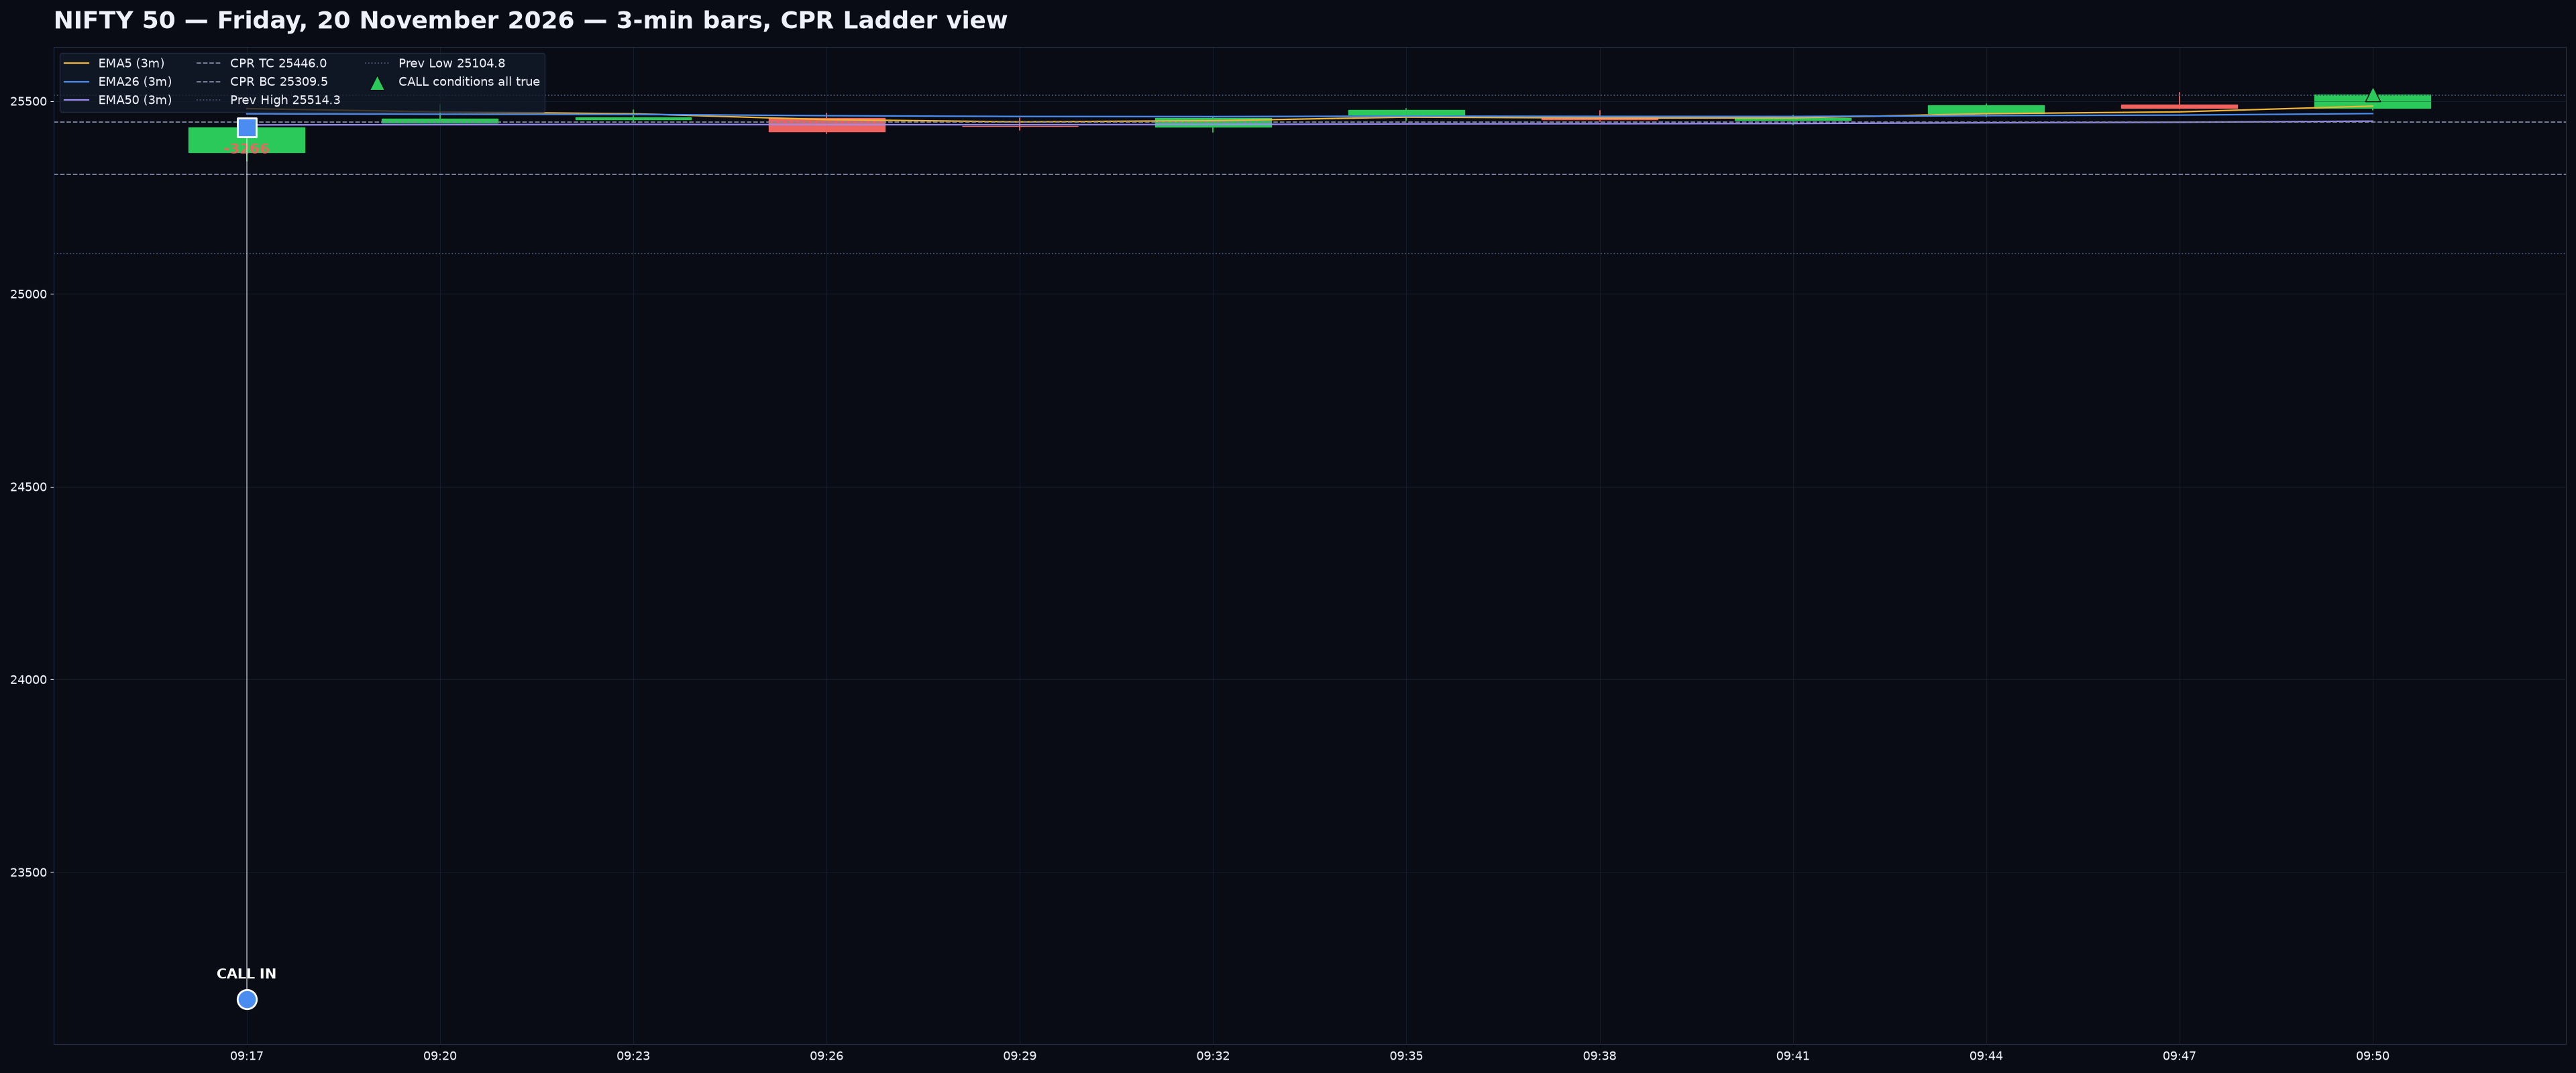 NIFTY 50 — Friday, 20 November 2026 — 3-min bars, CPR Ladder view
EMA5 (3m)
EMA26 (3m)
EMA50 (3m)
CPR TC 25446.0
CPR BC 25309.5
Prev High 25514.3
Prev Low 25104.8
CALL conditions all true
25500
25000
24500
24000
23500
-3266
CALL IN
09:17
09:20
09:23
09:26
09:29
09:32
09:35
09:38
09:41
09:44
09:47
09:50